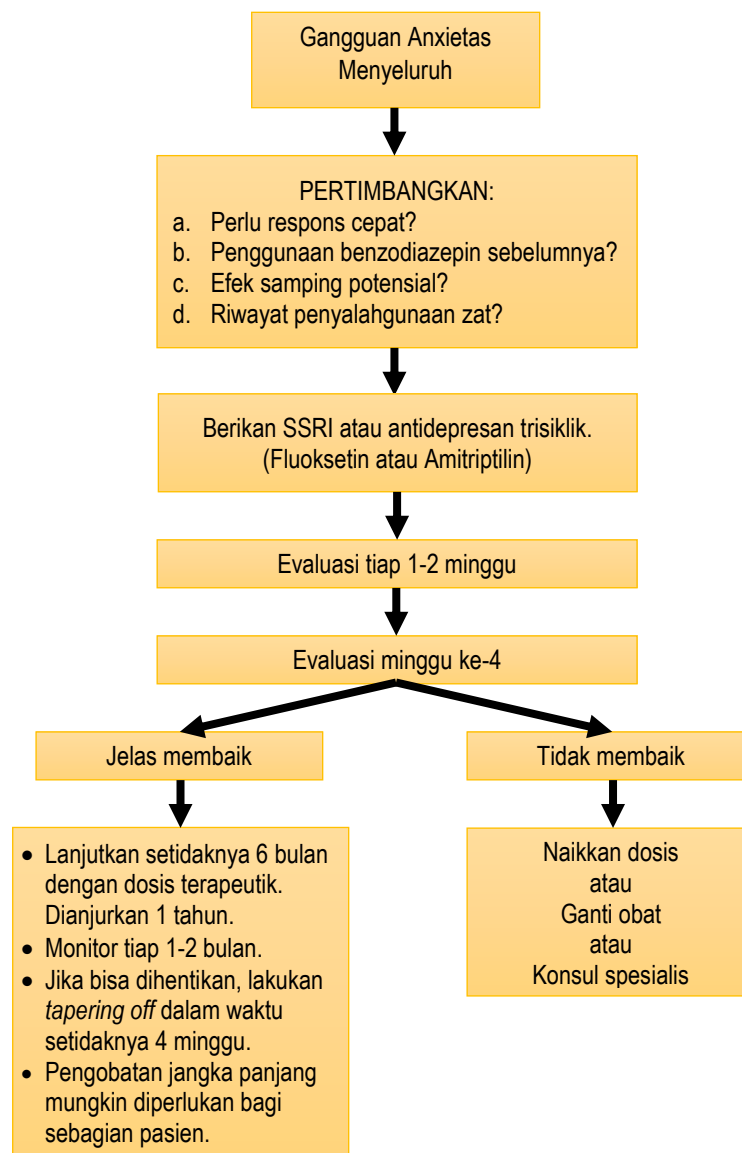 Gangguan Anxietas
Menyeluruh
PERTIMBANGKAN:
a. Perlu respons cepat?
b. Penggunaan benzodiazepin sebelumnya?
c. Efek samping potensial?
d. Riwayat penyalahgunaan zat?
Berikan SSRI atau antidepresan trisiklik.
(Fluoksetin atau Amitriptilin)
Evaluasi tiap 1-2 minggu
Evaluasi minggu ke-4
Jelas membaik
• Lanjutkan setidaknya 6 bulan
dengan dosis terapeutik.
Dianjurkan 1 tahun.
• Monitor tiap 1-2 bulan.
• Jika bisa dihentikan, lakukan
tapering off dalam waktu
setidaknya 4 minggu.
• Pengobatan jangka panjang
mungkin diperlukan bagi
sebagian pasien.
Tidak membaik
Naikkan dosis
atau
Ganti obat
atau
Konsul spesialis